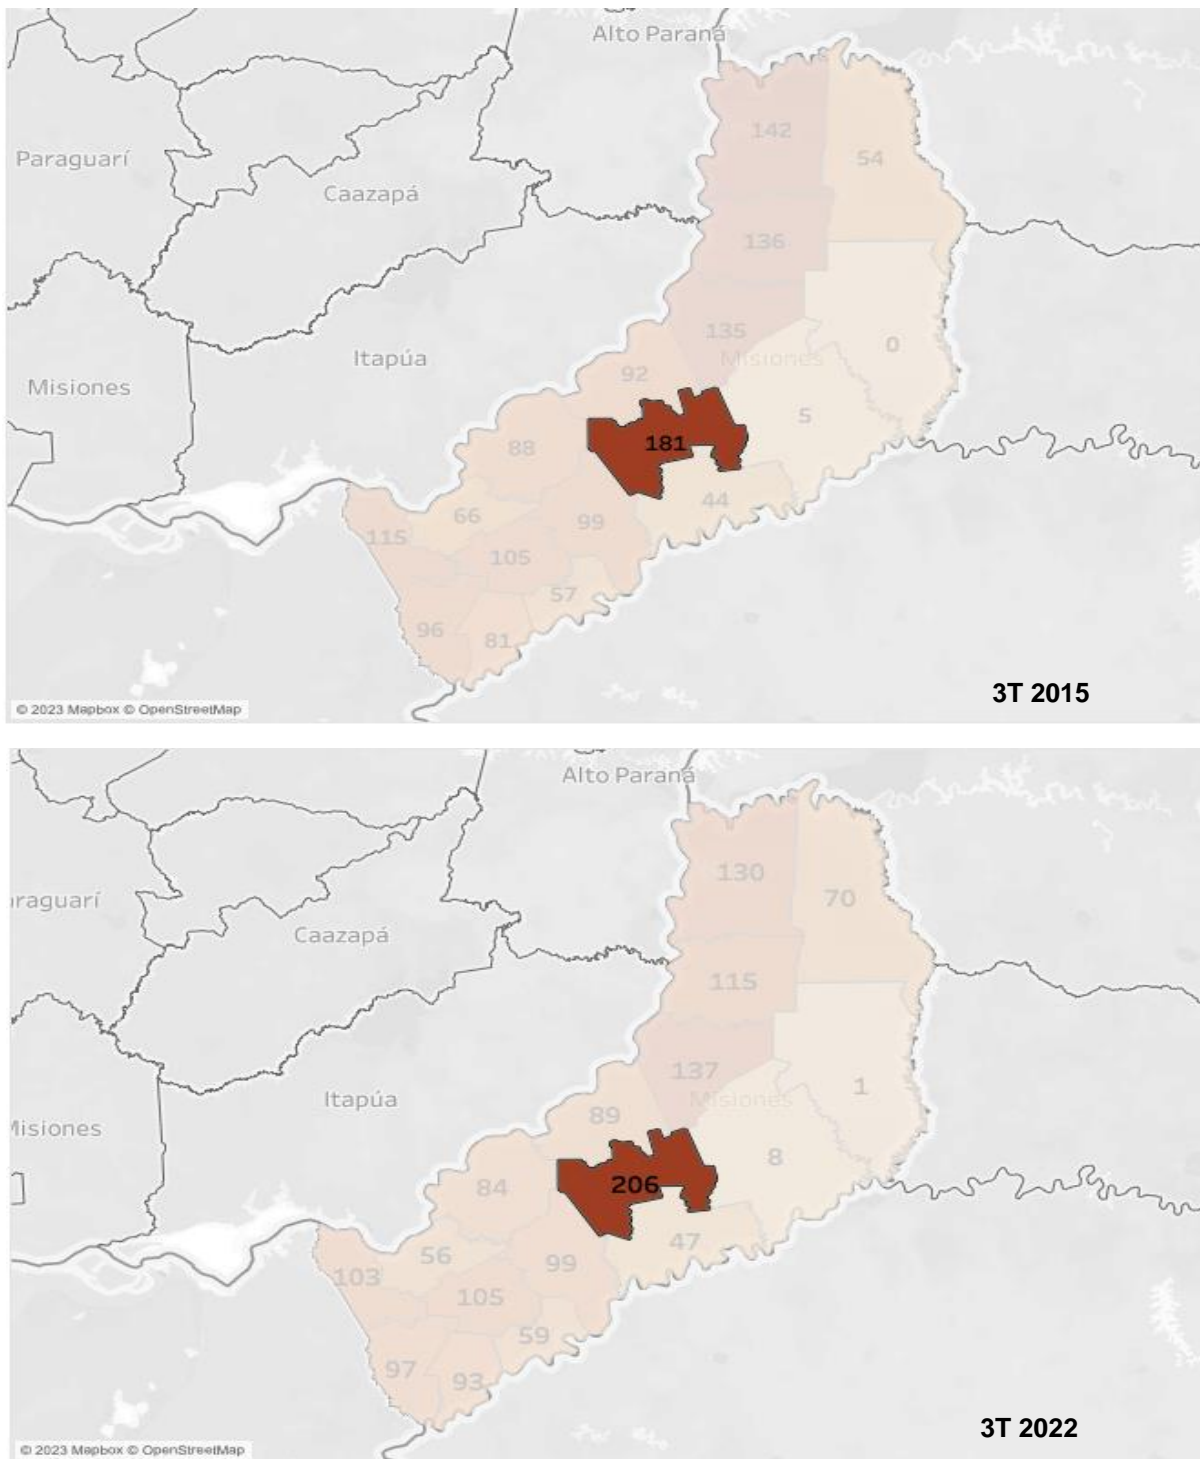 Alto Paraná
142
54
Paraguarí
Caazapá
136
135
Misiones
0
Itapúa
92
Misiones
5
181
88
44
66
99
115
105
57
96
81
3T 2015
© 2023 Mapbox © OpenStreetMap
Alto Paraná
130
70
raguarí
Caazapá
115
137
1
Itapúa
Misiones
89
Misiones
8
206
84
47
56
99
103
105
59
97
93
3T 2022
© 2023 Mapbox © OpenStreetMap